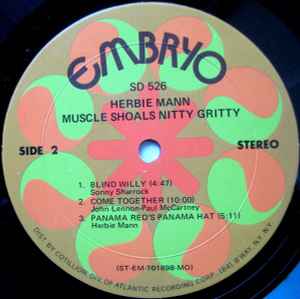 EMBRYO
SD 526
HERBIE MANN
MUSCLE SHOALS NITTY GRITTY
SIDE 2
STEREO
1. BLIND WILLY (4:47)
Sonny Sharrock
2. COME TOGETHER (10:00)
John Lennon-Paul McCartney
3. PANAMA RED'S PANAMA HAT (5:11)
Herbie Mann
(ST-EM-701898-MO)
DIST. BY COTILLION, DIV. OF ATLANTIC RECORDING CORP., 1841 B'WAY, N.Y. N.Y.